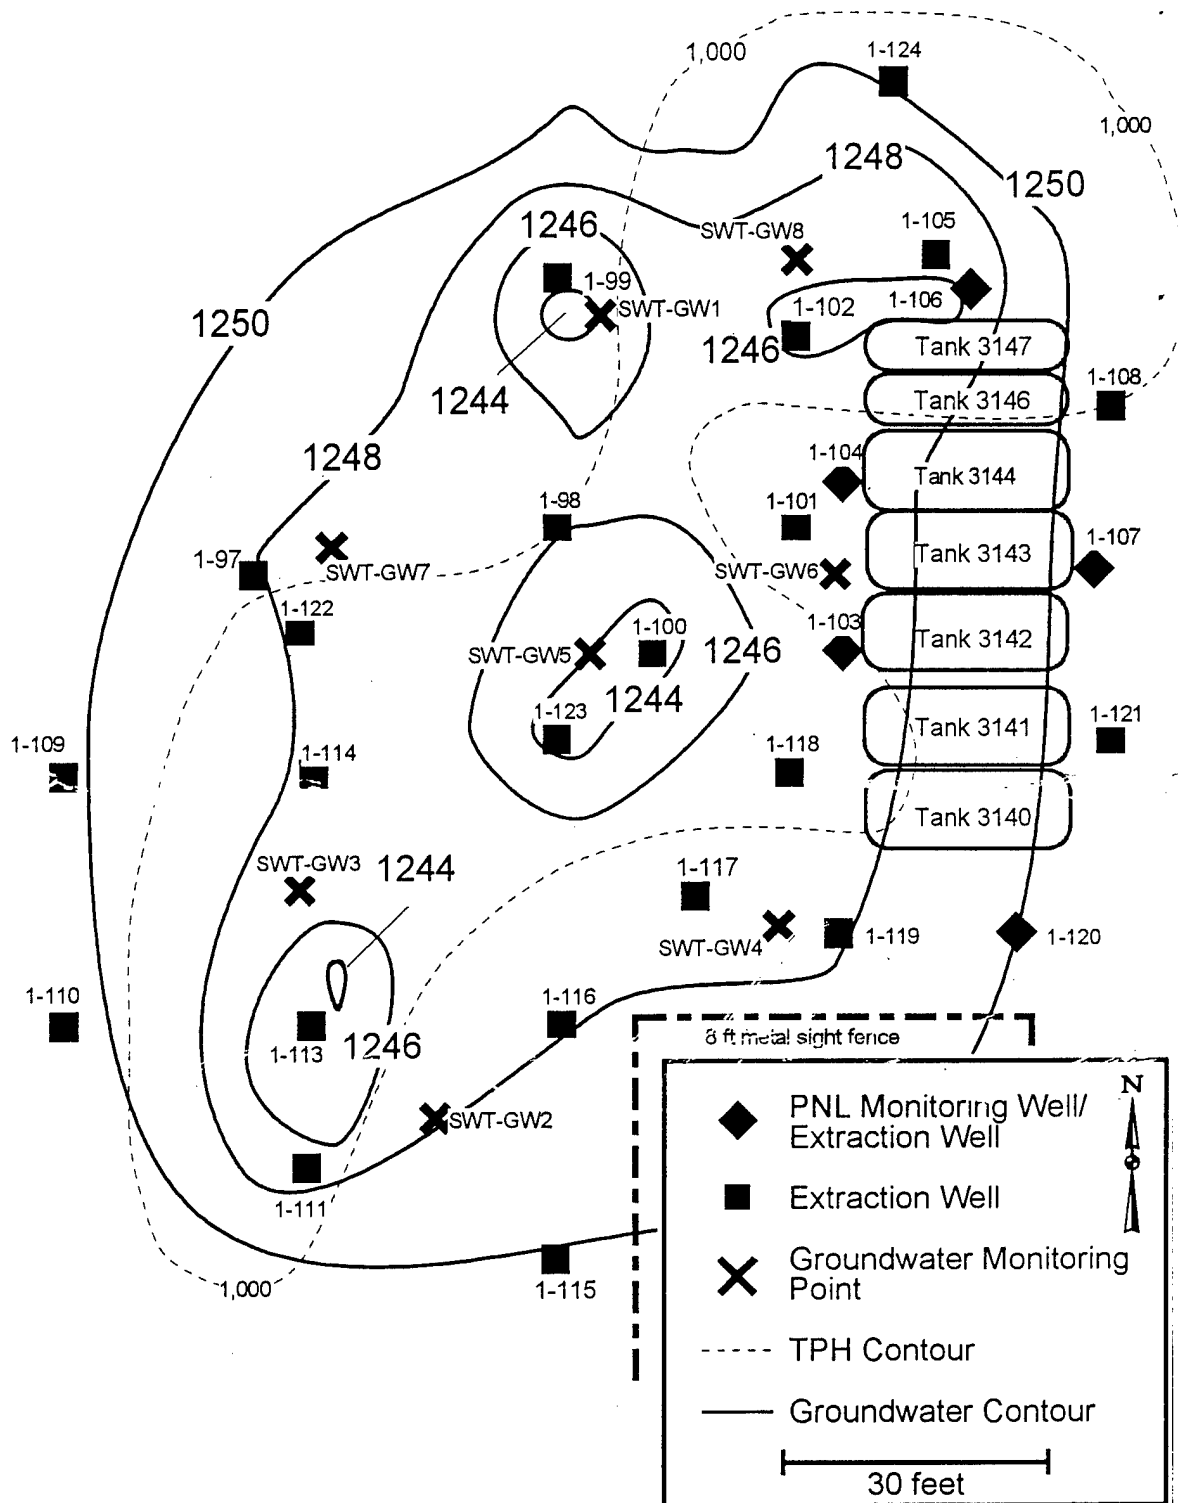 1-124
1,000
1,000
1248
1250
1246
SWT-GW8
1-105
1-99
SWT-GW1
1-102
1-106
1250
1246
Tank 3147
1244
1-108
Tank 3146
1248
1-104
Tank 3144
1-98
1-101
1-107
1-97
SWT-GW7
SWT-GW6
Tank 3143
1-122
1-103
1-100
SWT-GW5
1246
Tank 3142
1244
1-123
1-109
1-114
1-118
Tank 3141
1-121
Tank 3140
SWT-GW3
1244
1-117
SWT-GW4
1-119
1-120
1-110
1-116
1-113
1246
8 ft metal sight fence
SWT-GW2
1-111
1,000
1-115
N
PNL Monitoring Well/
Extraction Well
Extraction Well
Groundwater Monitoring
Point
TPH Contour
Groundwater Contour
30 feet